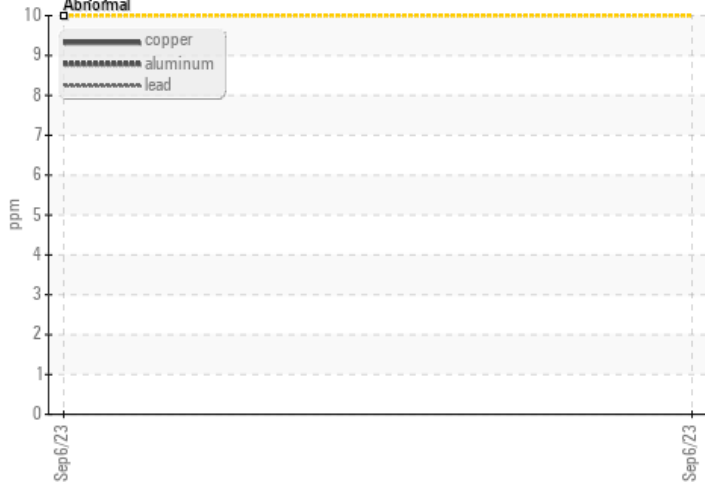 Abnormal
10
copper
9
aluminum
lead
8
7
6
ppm
5
4
3
2
1
0
Sep6/23
Sep6/23